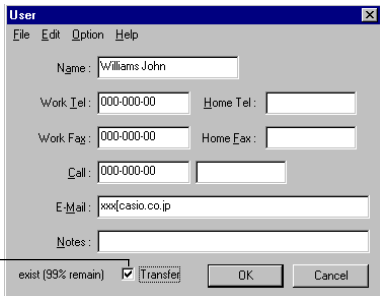 User
File Edit Option Help
Name : Williams John
Work Tel : 000-000-00 Home Tel :
Work Fax : 000-000-00 Home Fax :
Call : 000-000-00
E-Mail : xxx[casio.co.jp
Notes :
exist (99% remain) Transfer OK Cancel